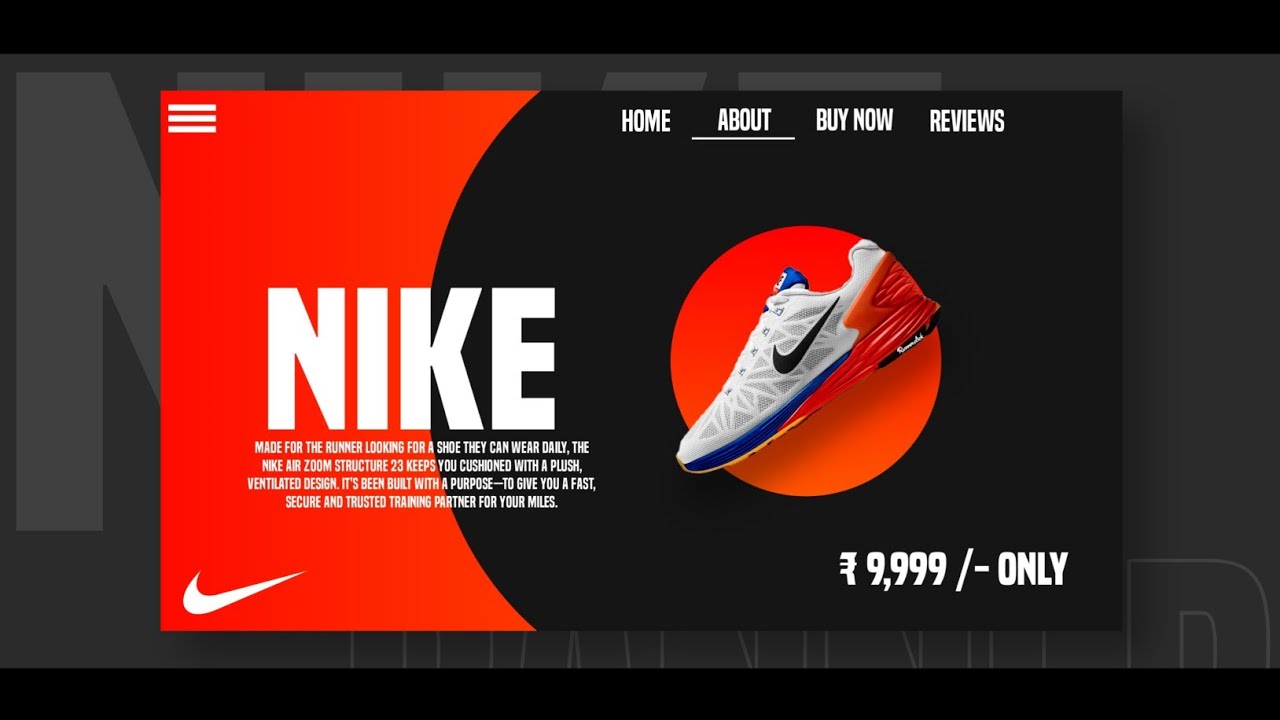 NIKE
HOME
ABOUT
BUY NOW
REVIEWS
NIKE
MADE FOR THE RUNNER LOOKING FOR A SHOE THEY CAN WEAR DAILY, THE
NIKE AIR ZOOM STRUCTURE 23 KEEPS YOU CUSHIONED WITH A PLUSH,
VENTILATED DESIGN. IT'S BEEN BUILT WITH A PURPOSE—TO GIVE YOU A FAST,
SECURE AND TRUSTED TRAINING PARTNER FOR YOUR MILES.
₹ 9,999 /- ONLY